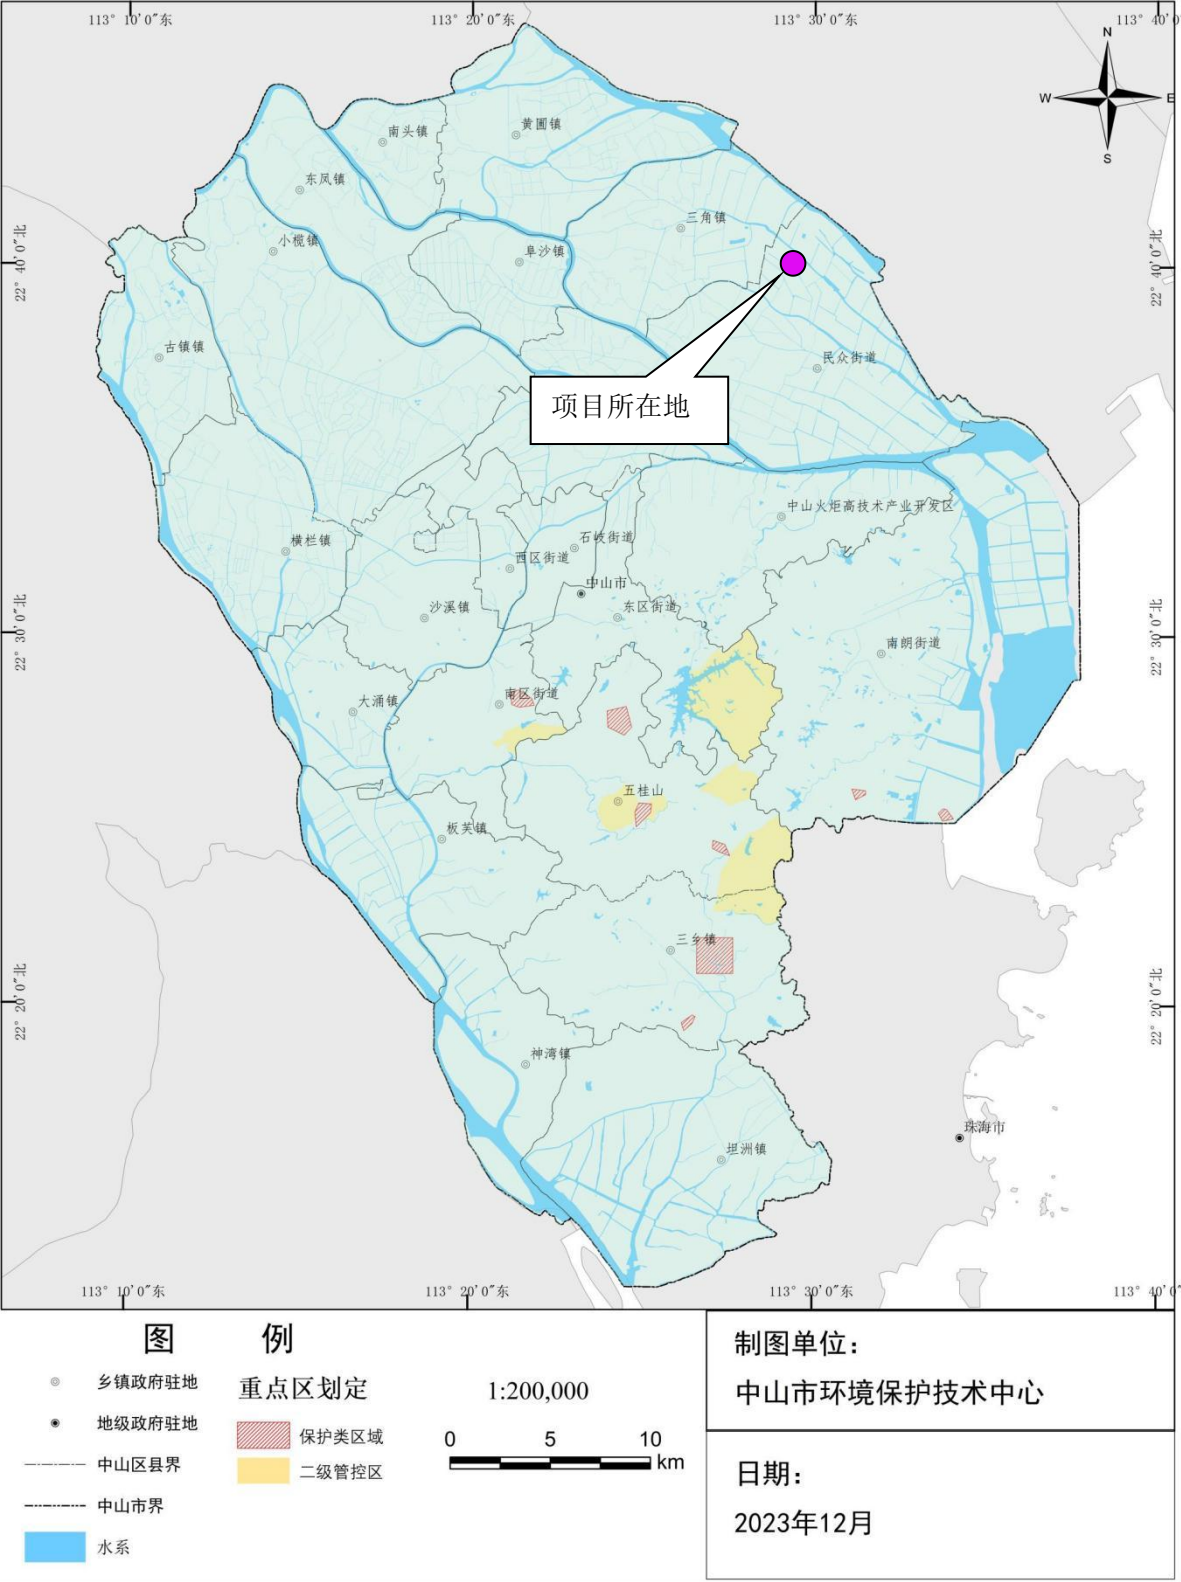 113° 10′0″东
113° 20′0″东
113° 30′0″东
113° 40′0
N
W
E
S
南头镇
黄圃镇
东凤镇
三角镇
小榄镇
阜沙镇
22° 40′0″北
22° 40′0″北
古镇镇
民众街道
项目所在地
中山火炬高技术产业开发区
横栏镇
石岐街道
西区街道
中山市
沙溪镇
东区街道
22° 30′0″北
22° 30′0″北
南朗街道
大涌镇
南区街道
五桂山
板芙镇
三乡镇
22° 20′0″北
22° 20′0″北
神湾镇
坦洲镇
珠海市
113° 10′0″东
113° 20′0″东
113° 30′0″东
113° 40′0
图 例
乡镇政府驻地
地级政府驻地
中山区县界
中山市界
水系
重点区划定
保护类区域
二级管控区
1:200,000
0 5 10
km
制图单位：
中山市环境保护技术中心
日期：
2023年12月